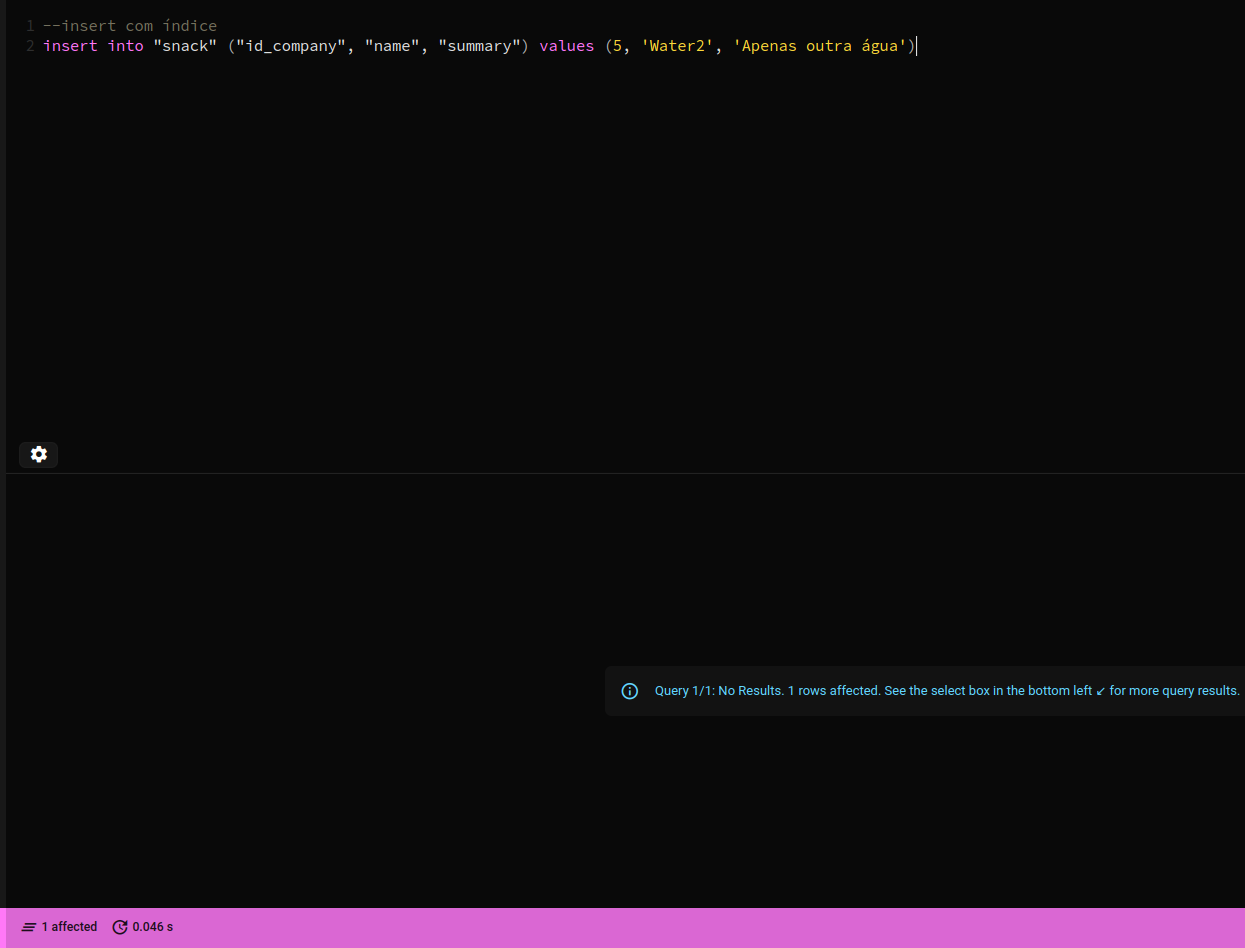 1 --insert com índice
2 insert into "snack" ("id_company", "name", "summary") values (5, 'Water2', 'Apenas outra água')
Query 1/1: No Results. 1 rows affected. See the select box in the bottom left ↙ for more query results.
1 affected 0.046 s